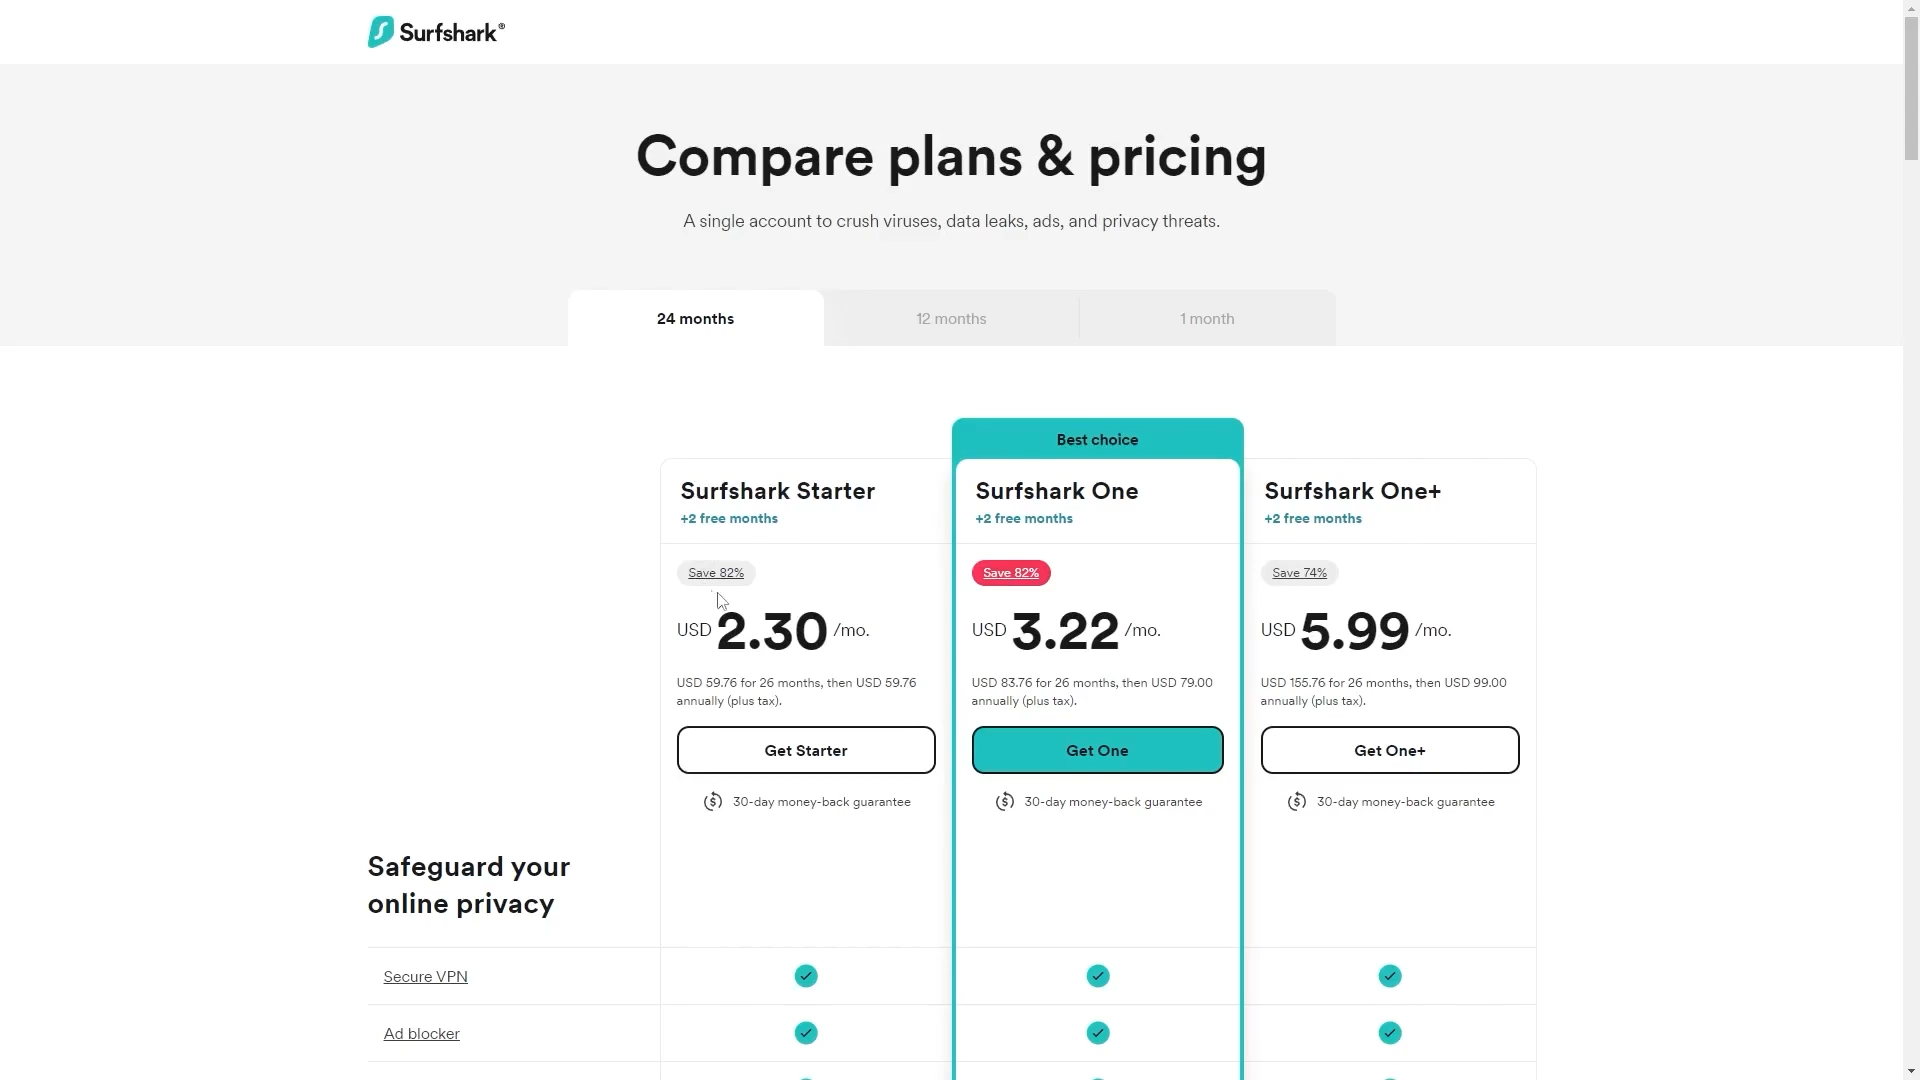 Surfshark®
Compare plans & pricing
A single account to crush viruses, data leaks, ads, and privacy threats.
24 months
12 months
1 month
Best choice
Surfshark Starter
+2 free months
Save 82%
USD 2.30 /mo.
USD 59.76 for 26 months, then USD 59.76
annually (plus tax).
Get Starter
30-day money-back guarantee
Surfshark One
+2 free months
Save 82%
USD 3.22 /mo.
USD 83.76 for 26 months, then USD 79.00
annually (plus tax).
Get One
30-day money-back guarantee
Surfshark One+
+2 free months
Save 74%
USD 5.99 /mo.
USD 155.76 for 26 months, then USD 99.00
annually (plus tax).
Get One+
30-day money-back guarantee
Safeguard your
online privacy
Secure VPN
Ad blocker